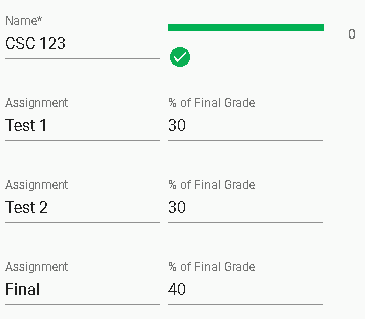 Name*
CSC 123
0
Assignment % of Final Grade
Test 1 30
Assignment % of Final Grade
Test 2 30
Assignment % of Final Grade
Final 40